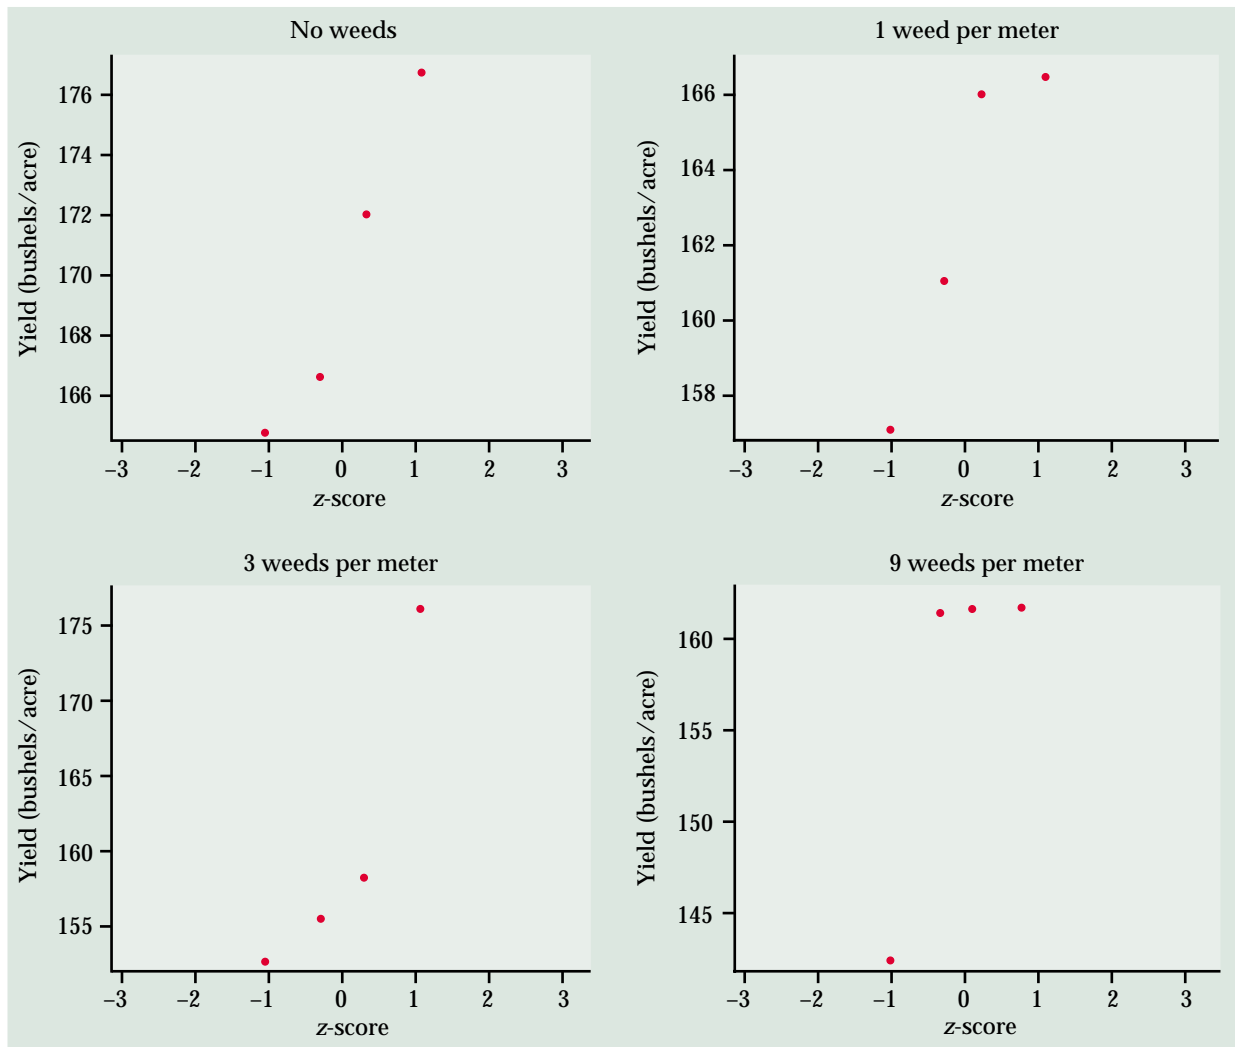 No weeds
Yield (bushels/acre)
176
174
172
170
168
166
–3 –2 –1 0 1 2 3
z-score
1 weed per meter
Yield (bushels/acre)
166
164
162
160
158
–3 –2 –1 0 1 2 3
z-score
3 weeds per meter
Yield (bushels/acre)
175
170
165
160
155
–3 –2 –1 0 1 2 3
z-score
9 weeds per meter
Yield (bushels/acre)
160
155
150
145
–3 –2 –1 0 1 2 3
z-score